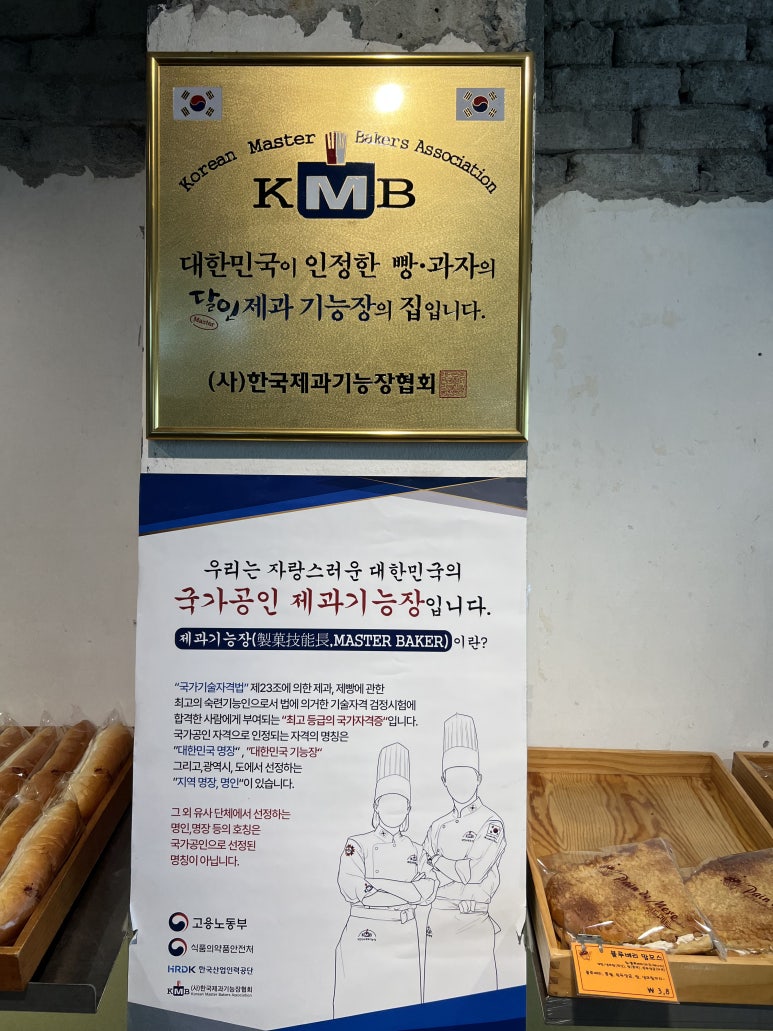 Korean Master Bakers Association
KMB
대한민국이 인정한 빵·과자의
달인 제과 기능장의 집입니다.
Master
(사)한국제과기능장협회
우리는 자랑스러운 대한민국의
국가공인 제과기능장입니다.
제과기능장(製菓技能長,MASTER BAKER)이란?
"국가기술자격법" 제23조에 의한 제과, 제빵에 관한
최고의 숙련기능인으로서 법에 의거한 기술자격 검정시험에
합격한 사람에게 부여되는 "최고 등급의 국가자격증"입니다.
국가공인 자격으로 인정되는 자격의 명칭은
"대한민국 명장", "대한민국 기능장"
그리고,광역시, 도에서 선정하는
"지역 명장, 명인"이 있습니다.
그 외 유사 단체에서 선정하는
명인,명장 등의 호칭은
국가공인으로 선정된
명칭이 아닙니다.
고용노동부
식품의약품안전처
HRDK 한국산업인력공단
KMB (사)한국제과기능장협회
Korean Master Bakers Association
Pain de
Pain
블루베리 맘모스
₩ 3,8